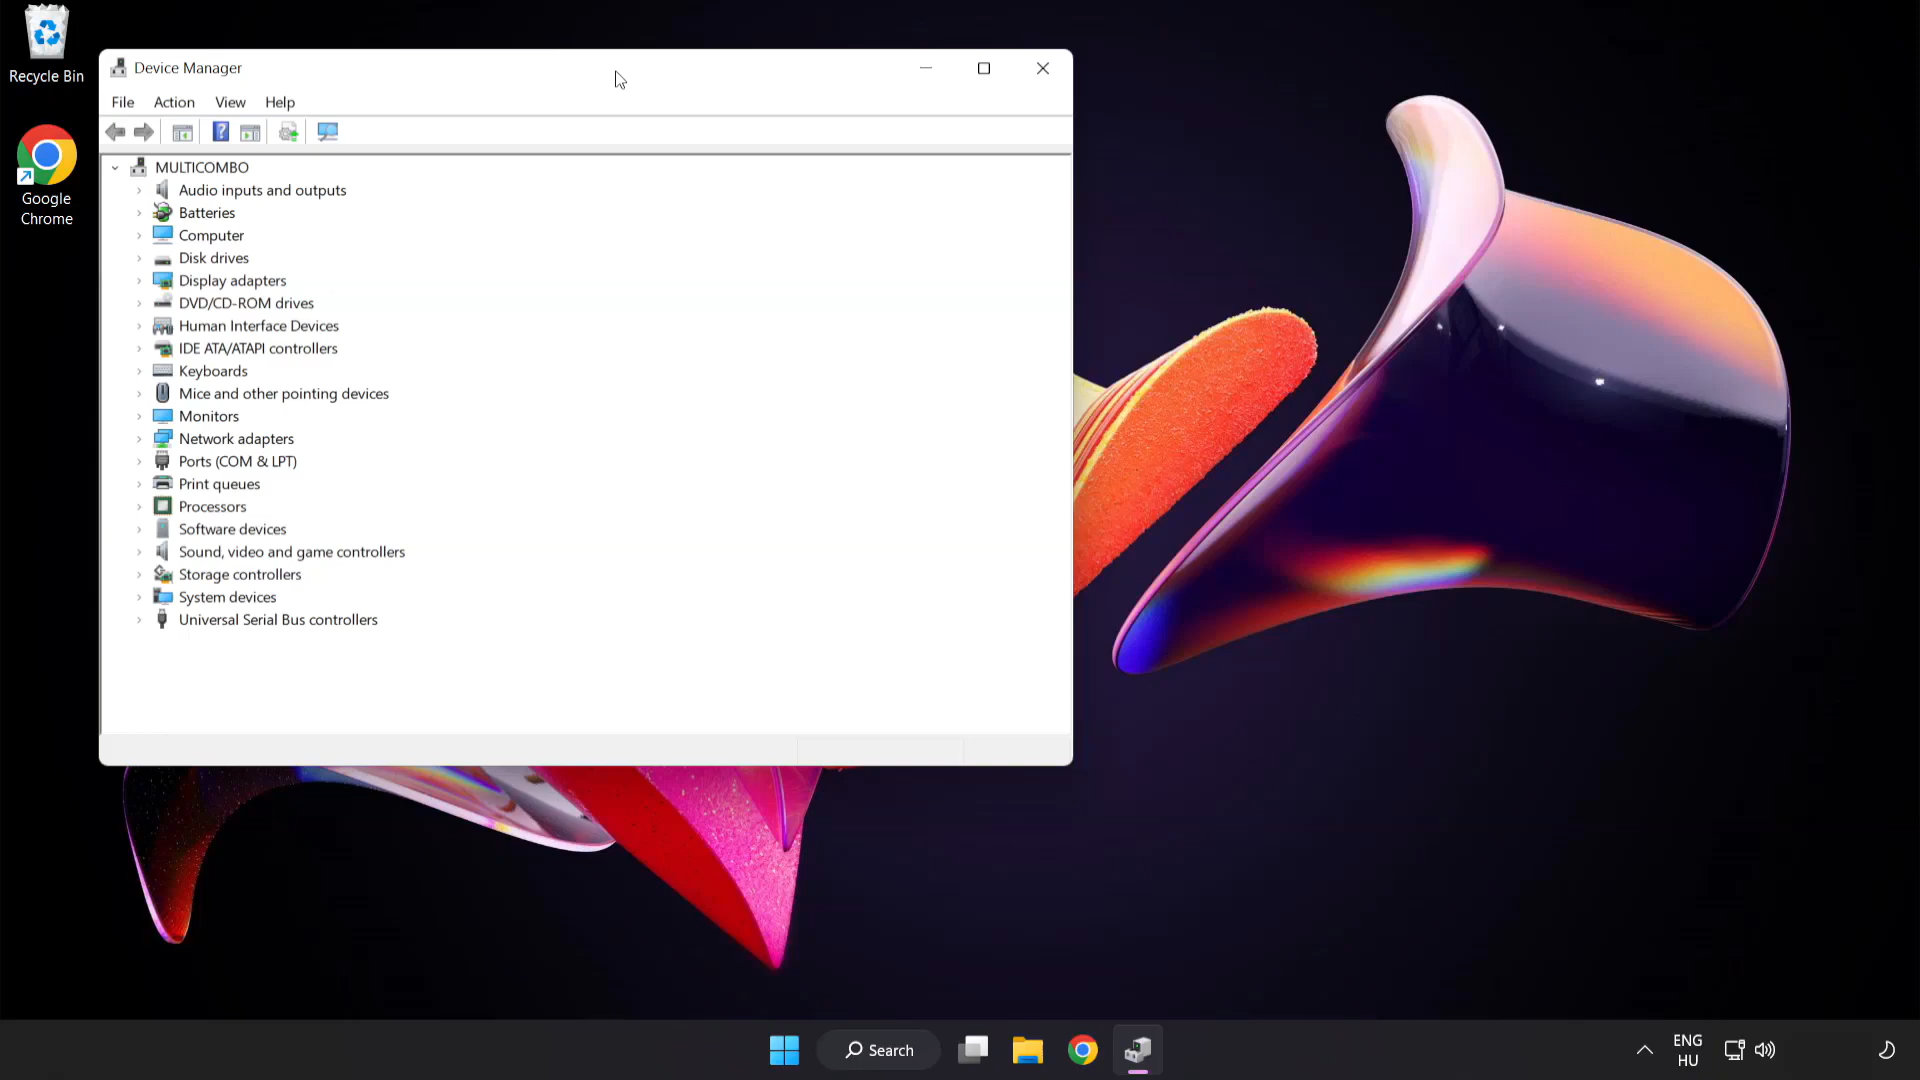 Recycle Bin
Google
Chrome
Device Manager
File Action View Help
MULTICOMBO
Audio inputs and outputs
Batteries
Computer
Disk drives
Display adapters
DVD/CD-ROM drives
Human Interface Devices
IDE ATA/ATAPI controllers
Keyboards
Mice and other pointing devices
Monitors
Network adapters
Ports (COM & LPT)
Print queues
Processors
Software devices
Sound, video and game controllers
Storage controllers
System devices
Universal Serial Bus controllers
Search
ENG
HU